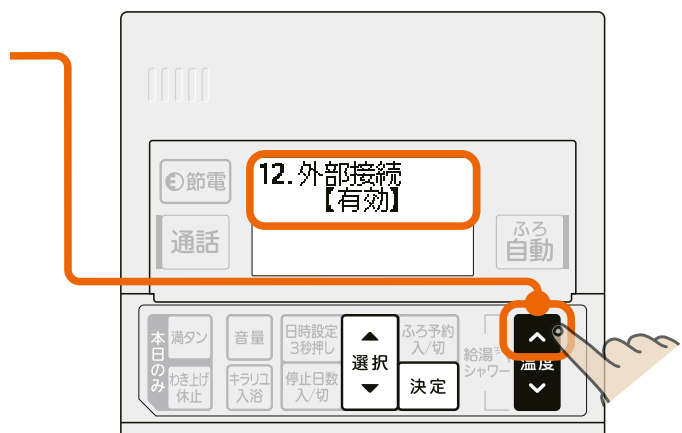 節電
12.外部接続
【有効】
通話
ふろ
自動
本日のみ
満タン
音量
日時設定
3秒押し
ふろ予約
入/切
選択
給湯
シャワー
温度
わき上げ
休止
キラリユ
入浴
停止日数
入/切
決定